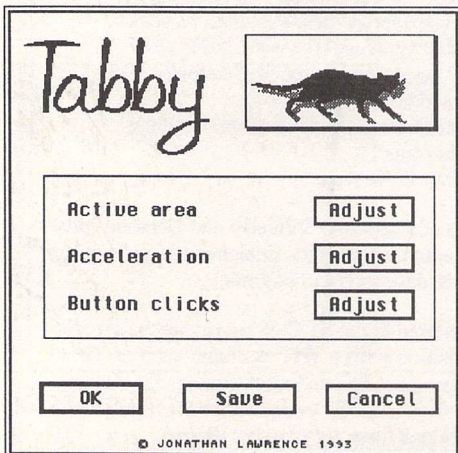 Tabby
Active area Adjust
Acceleration Adjust
Button clicks Adjust
OK Save Cancel
© JONATHAN LAWRENCE 1993